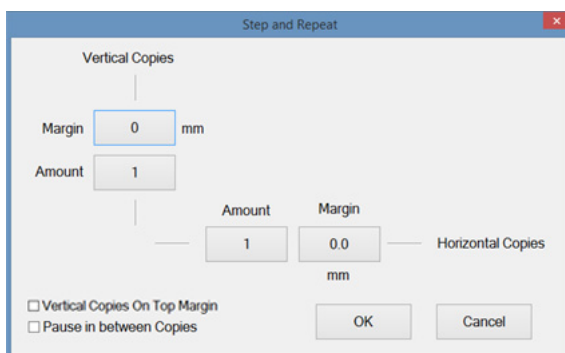 Step and Repeat
Vertical Copies
Margin 0 mm
Amount 1
Amount Margin
1 0.0 Horizontal Copies
mm
Vertical Copies On Top Margin
Pause in between Copies
OK Cancel